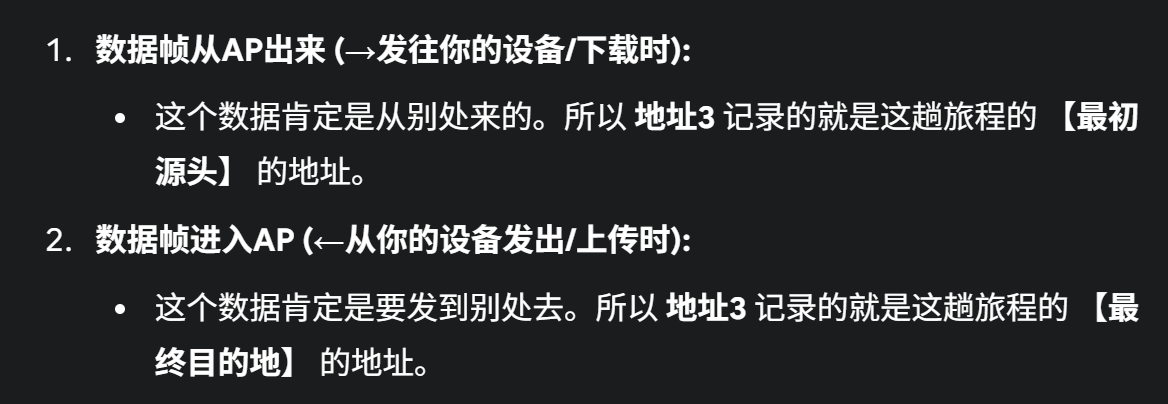 1. 数据帧从AP出来 (→发往你的设备/下载时):
• 这个数据肯定是从别处来的。所以 地址3 记录的就是这趟旅程的 【最初
源头】 的地址。
2. 数据帧进入AP (←从你的设备发出/上传时):
• 这个数据肯定是要发到别处去。所以 地址3 记录的就是这趟旅程的 【最
终目的地】 的地址。